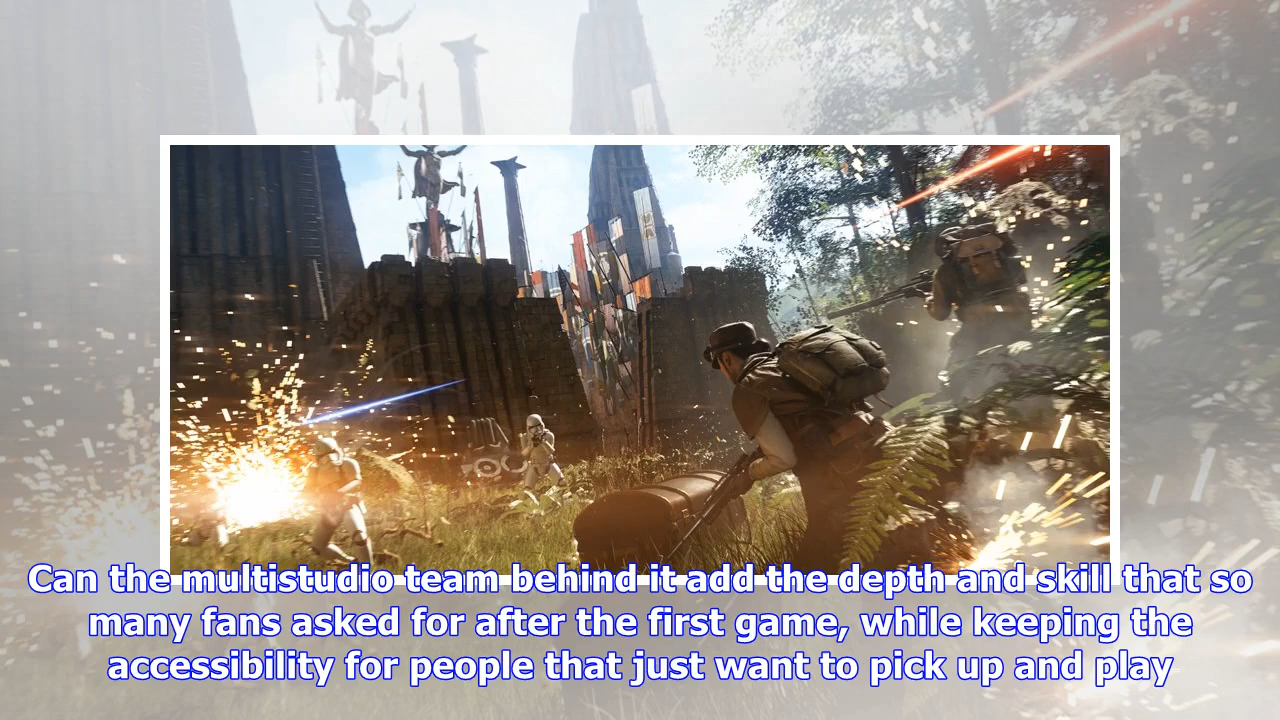 Can the multistudio team behind it add the depth and skill that so
many fans asked for after the first game, while keeping the
accessibility for people that just want to pick up and play